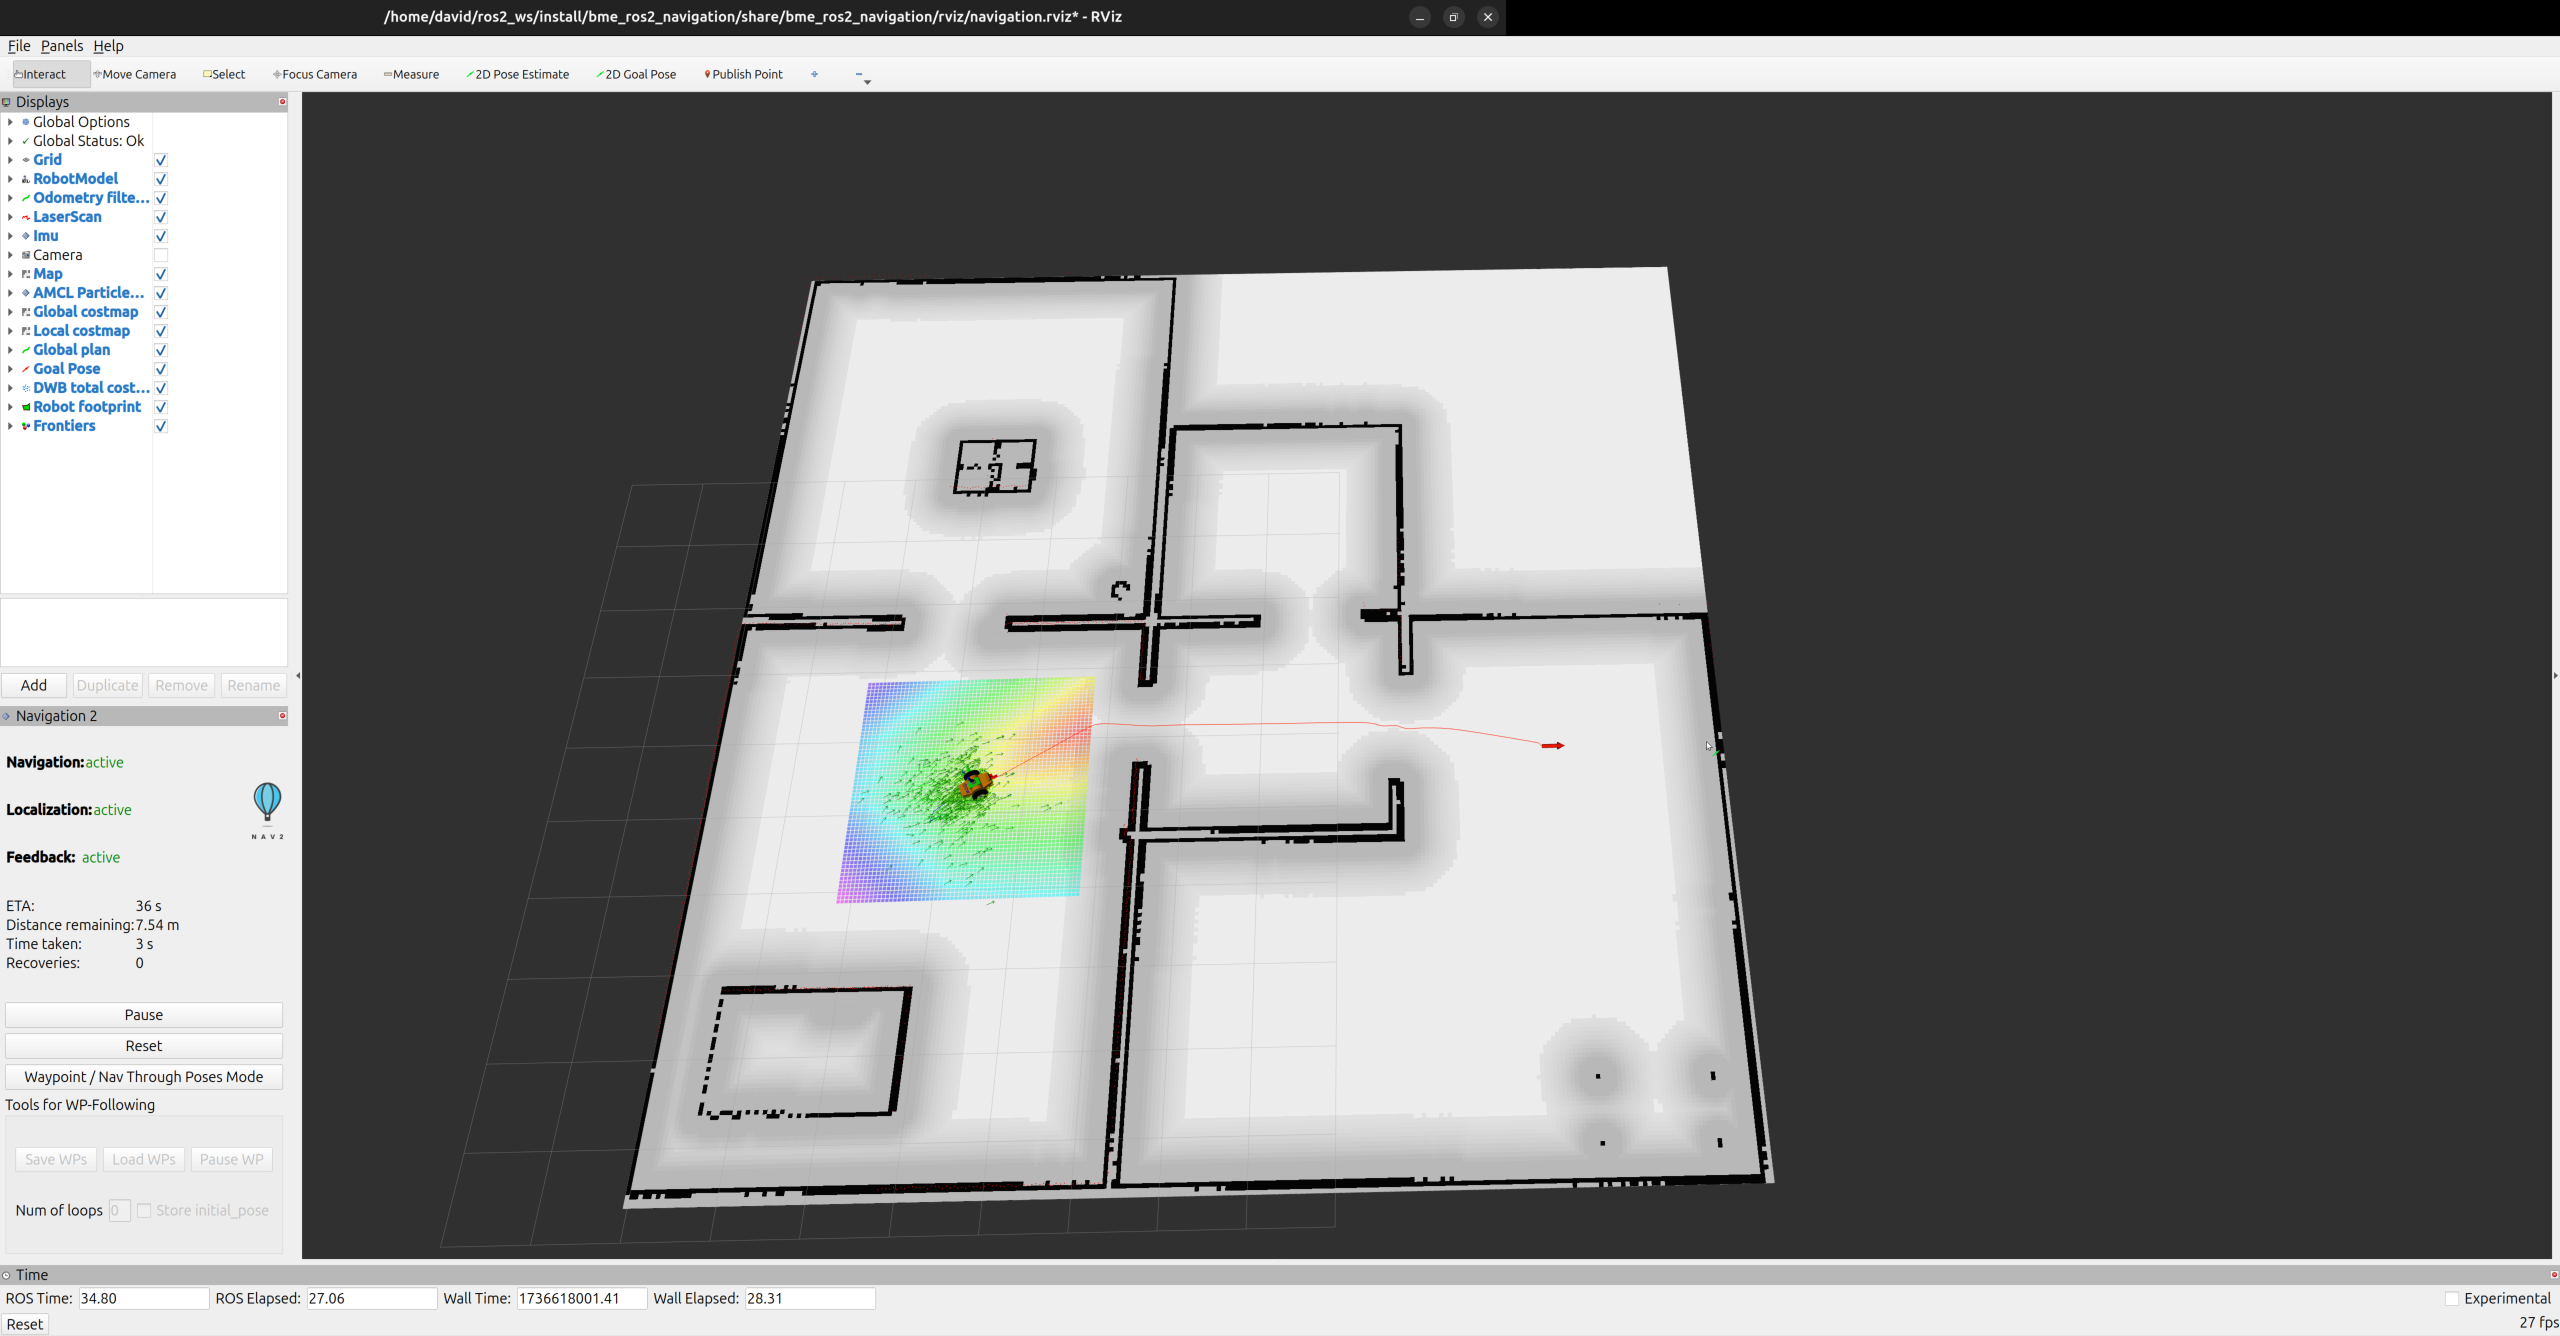 /home/david/ros2_ws/install/bme_ros2_navigation/share/bme_ros2_navigation/rviz/navigation.rviz* - RViz
File Panels Help
Interact Move Camera Select Focus Camera Measure 2D Pose Estimate 2D Goal Pose Publish Point
Displays
Global Options
Global Status: Ok
Grid
RobotModel
Odometry filte...
LaserScan
Imu
Camera
Map
AMCL Particle...
Global costmap
Local costmap
Global plan
Goal Pose
DWB total cost...
Robot footprint
Frontiers
Add Duplicate Remove Rename
Navigation 2
Navigation: active
Localization: active
NAV2
Feedback: active
ETA: 36 s
Distance remaining: 7.54 m
Time taken: 3 s
Recoveries: 0
Pause
Reset
Waypoint / Nav Through Poses Mode
Tools for WP-Following
Save WPs Load WPs Pause WP
Num of loops 0 Store initial_pose
Time
ROS Time: 34.80 ROS Elapsed: 27.06 Wall Time: 1736618001.41 Wall Elapsed: 28.31 Experimental
Reset 27 fps